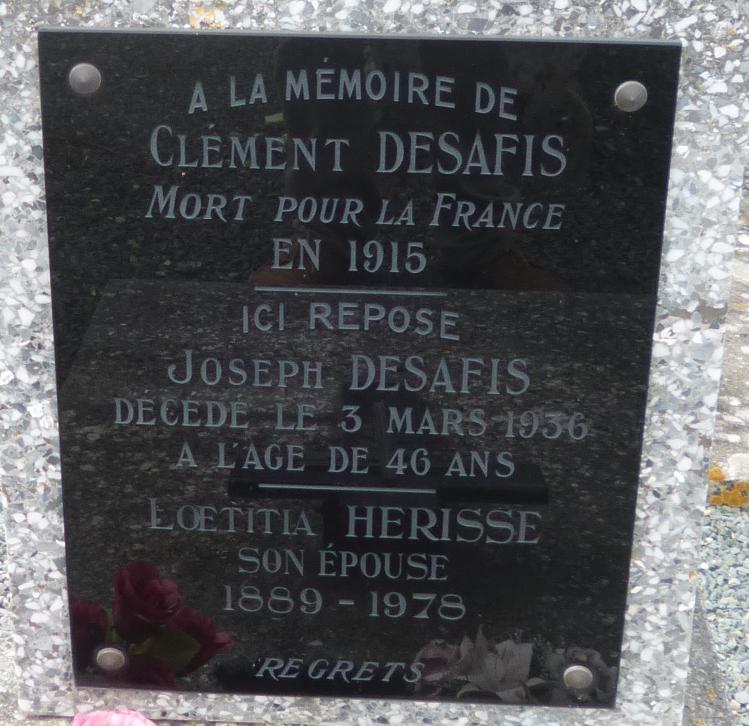 A LA MÉMOIRE DE
CLÉMENT DESAFIS
MORT POUR LA FRANCE
EN 1915
ICI REPOSE
JOSEPH DESAFIS
DÉCÉDÉ LE 3 MARS 1936
A L'AGE DE 46 ANS
LŒTITIA HERISSE
SON ÉPOUSE
1889 - 1978
REGRETS